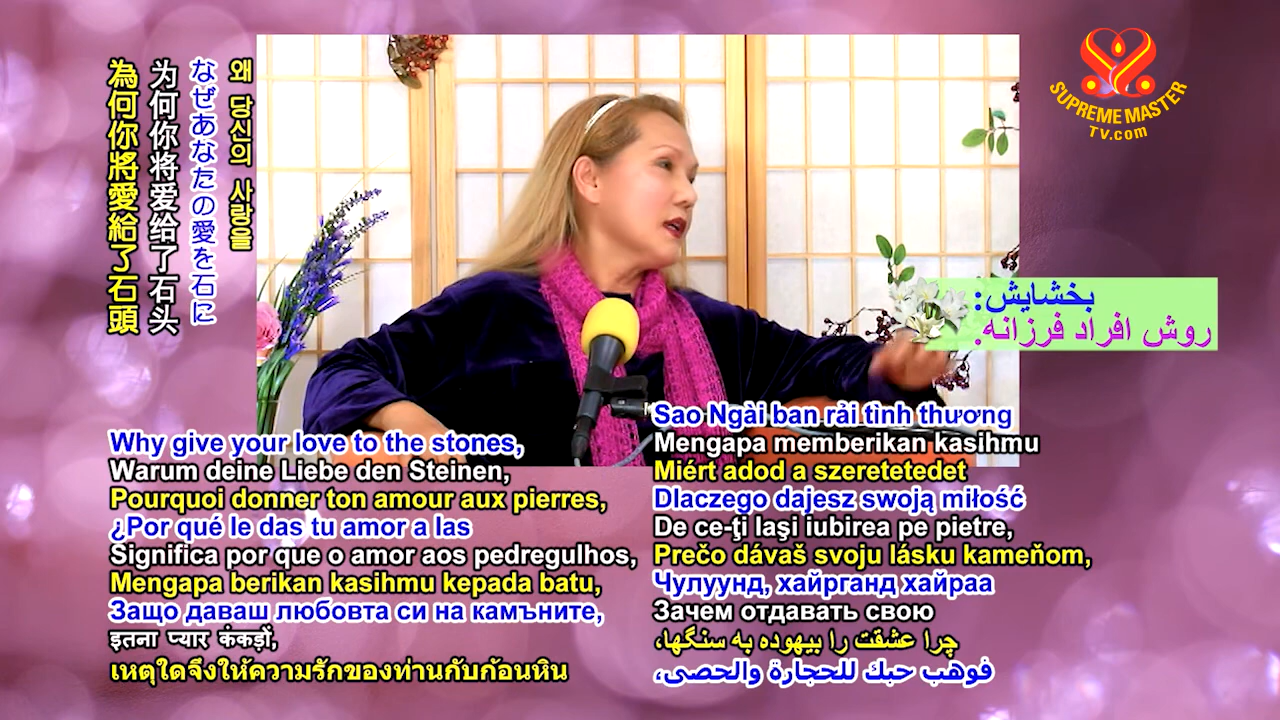 為何你將愛給了石頭
为何你将爱给了石头
なぜあなたの愛を石に
왜 당신의 사랑을
SUPREME MASTER
TV.com
بخشایش:
روش افراد فرزانه.
Why give your love to the stones,
Warum deine Liebe den Steinen,
Pourquoi donner ton amour aux pierres,
¿Por qué le das tu amor a las
Significa por que o amor aos pedregulhos,
Mengapa berikan kasihmu kepada batu,
Защо даваш любовта си на камъните,
इतना प्यार कंकड़ों,
เหตุใดจึงให้ความรักของท่านกับก้อนหิน
Sao Ngài ban rải tình thương
Mengapa memberikan kasihmu
Miért adod a szeretetedet
Dlaczego dajesz swoją miłość
De ce-ţi laşi iubirea pe pietre,
Prečo dávaš svoju lásku kameňom,
Чулуунд, хайрганд хайраа
Зачем отдавать свою
چرا عشقت را بیهوده به سنگها،
فوهب حبك للحجارة والحصى،